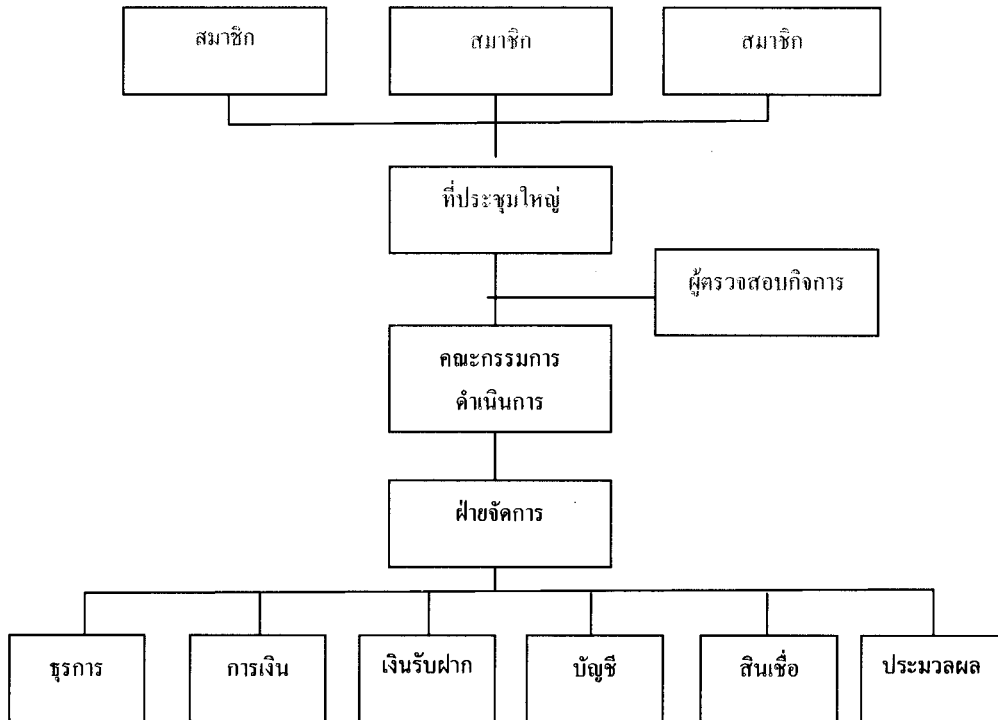 สมาชิก
สมาชิก
สมาชิก
ที่ประชุมใหญ่
ผู้ตรวจสอบกิจการ
คณะกรรมการ
ดำเนินการ
ฝ่ายจัดการ
ธุรการ
การเงิน
เงินรับฝาก
บัญชี
สินเชื่อ
ประมวลผล